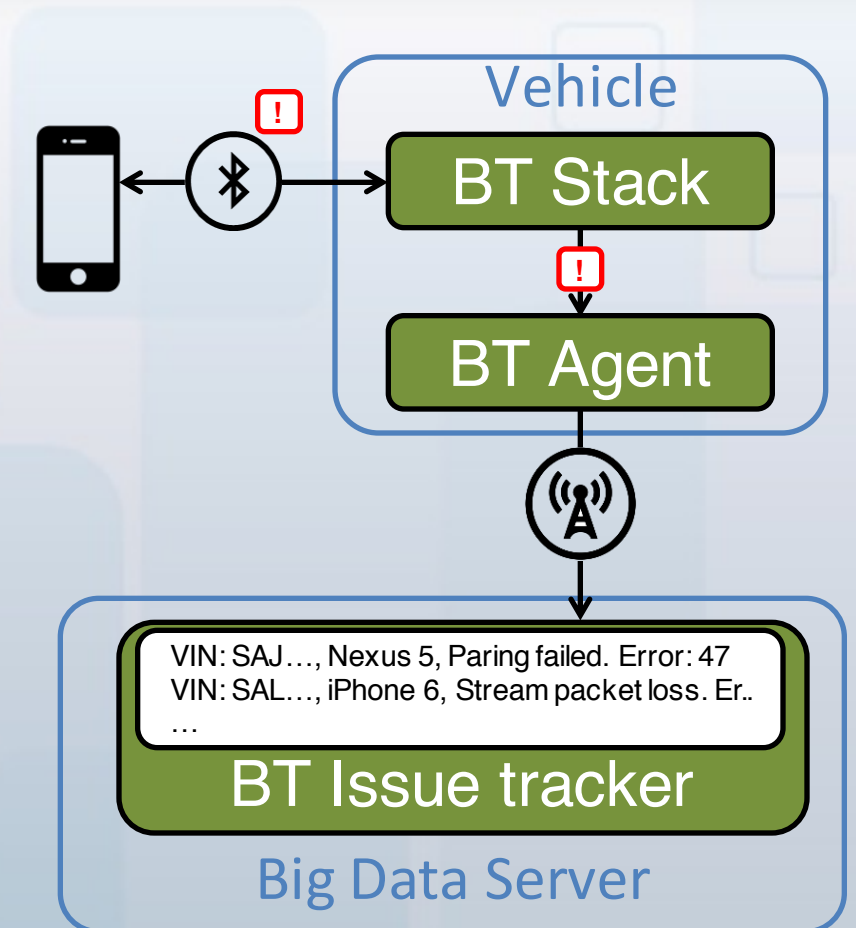 Vehicle
!
BT Stack
!
BT Agent
VIN: SAJ…, Nexus 5, Paring failed. Error: 47
VIN: SAL…, iPhone 6, Stream packet loss. Er..
…
BT Issue tracker
Big Data Server